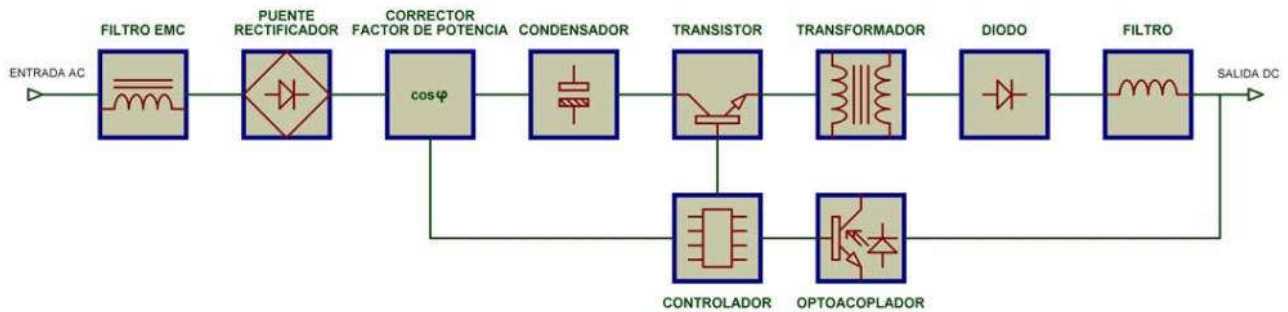 FILTRO EMC
PUENTE
RECTIFICADOR
CORRECTOR
FACTOR DE POTENCIA
CONDENSADOR
TRANSISTOR
TRANSFORMADOR
DIODO
FILTRO
ENTRADA AC
cosφ
SALIDA DC
CONTROLADOR
OPTOACOPLADOR